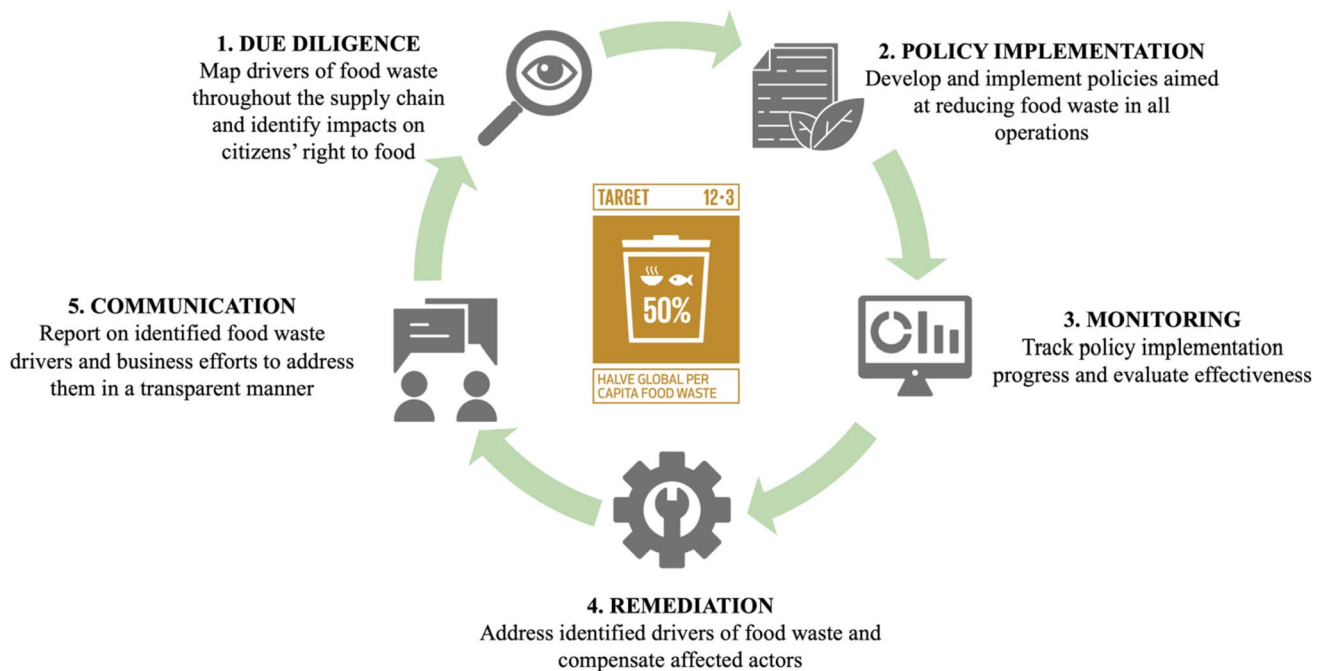 1. DUE DILIGENCE
Map drivers of food waste
throughout the supply chain
and identify impacts on
citizens’ right to food
2. POLICY IMPLEMENTATION
Develop and implement policies aimed
at reducing food waste in all
operations
TARGET 12·3
50%
HALVE GLOBAL PER
CAPITA FOOD WASTE
3. MONITORING
Track policy implementation
progress and evaluate effectiveness
4. REMEDIATION
Address identified drivers of food waste and
compensate affected actors
5. COMMUNICATION
Report on identified food waste
drivers and business efforts to address
them in a transparent manner